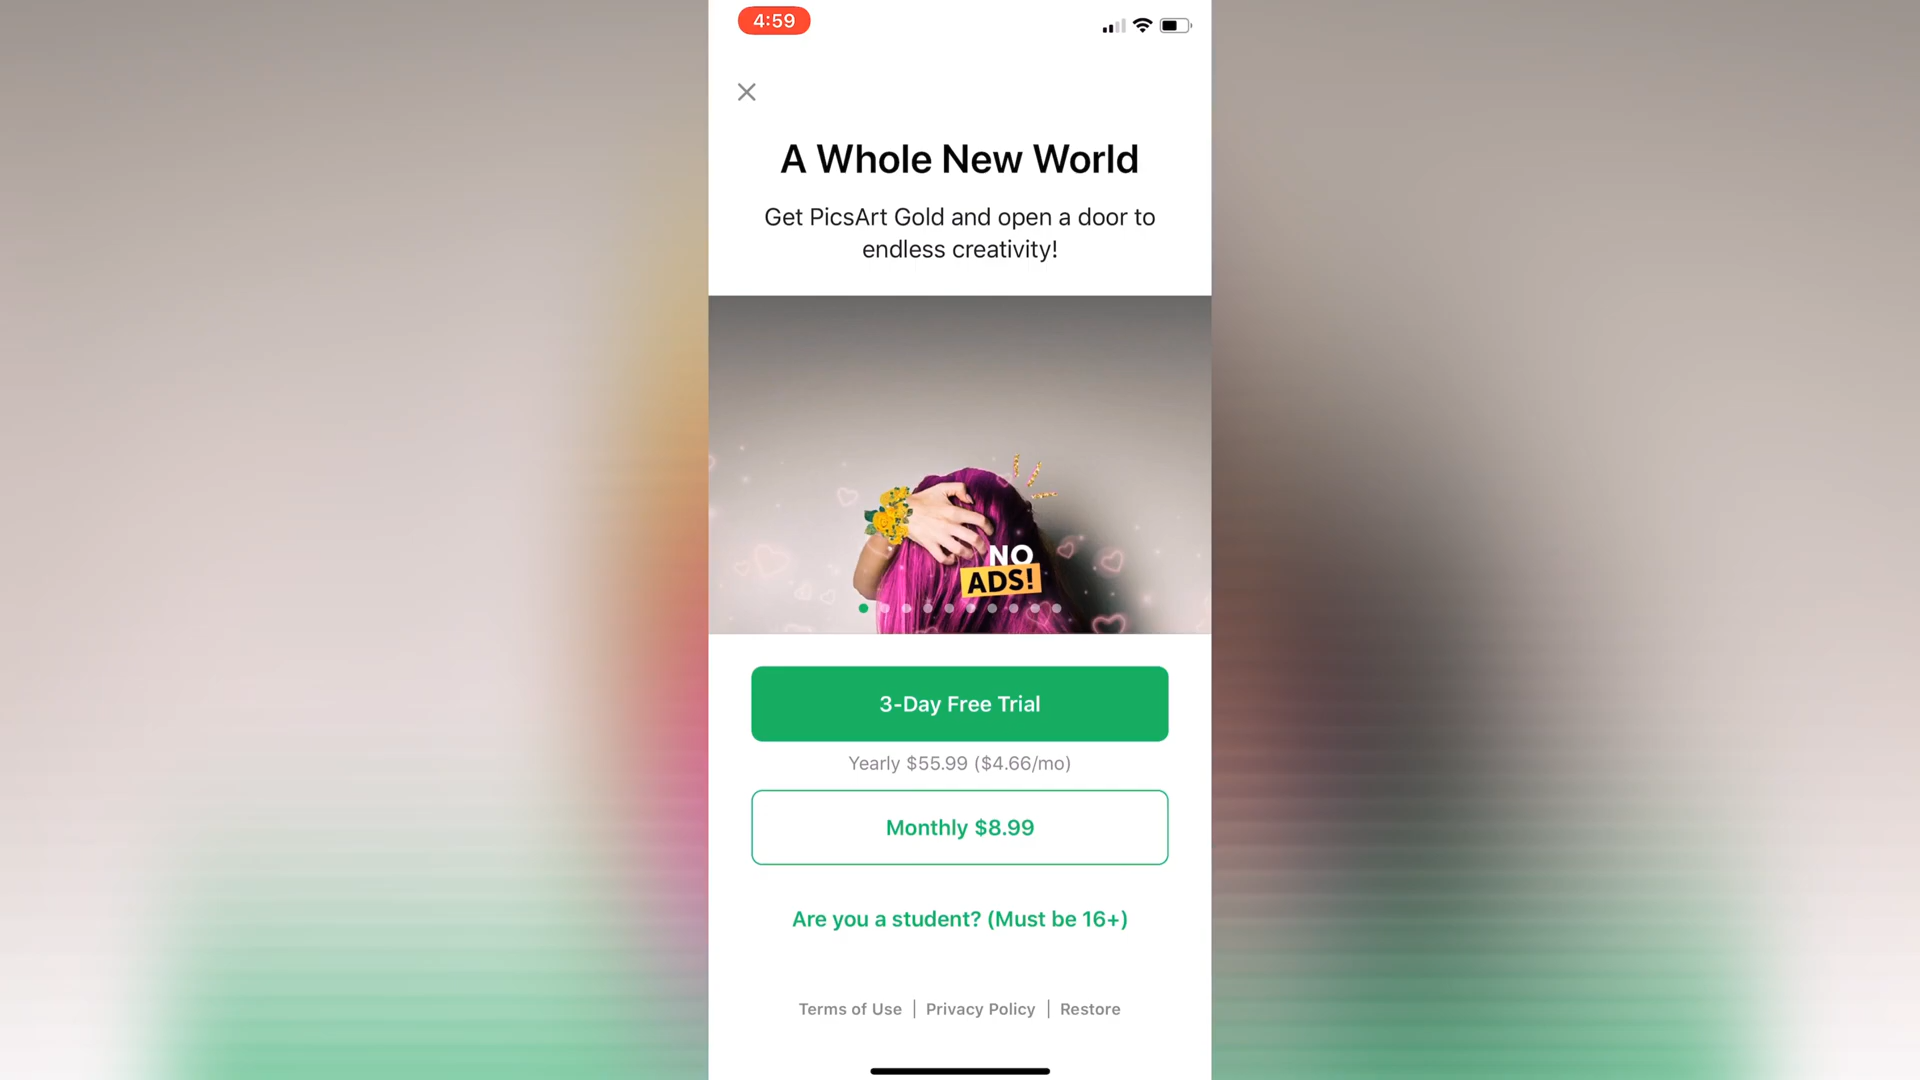 4:59
A Whole New World
Get PicsArt Gold and open a door to
endless creativity!
NO
ADS!
3-Day Free Trial
Yearly $55.99 ($4.66/mo)
Monthly $8.99
Are you a student? (Must be 16+)
Terms of Use | Privacy Policy | Restore